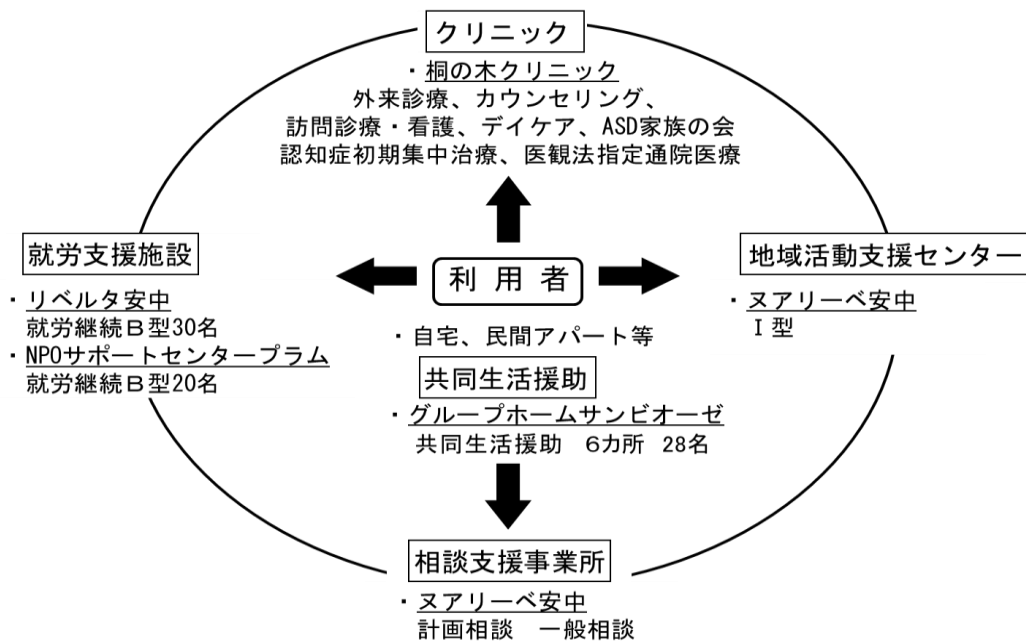 クリニック
・桐の木クリニック
外来診療、カウンセリング、
訪問診療・看護、デイケア、ASD家族の会
認知症初期集中治療、医観法指定通院医療
就労支援施設
・リベルタ安中
就労継続Ｂ型30名
・NPOサポートセンタープラム
就労継続Ｂ型20名
利 用 者
・自宅、民間アパート等
共同生活援助
・グループホームサンビオーゼ
共同生活援助　6カ所　28名
地域活動支援センター
・ヌアリーベ安中
Ⅰ型
相談支援事業所
・ヌアリーベ安中
計画相談　一般相談